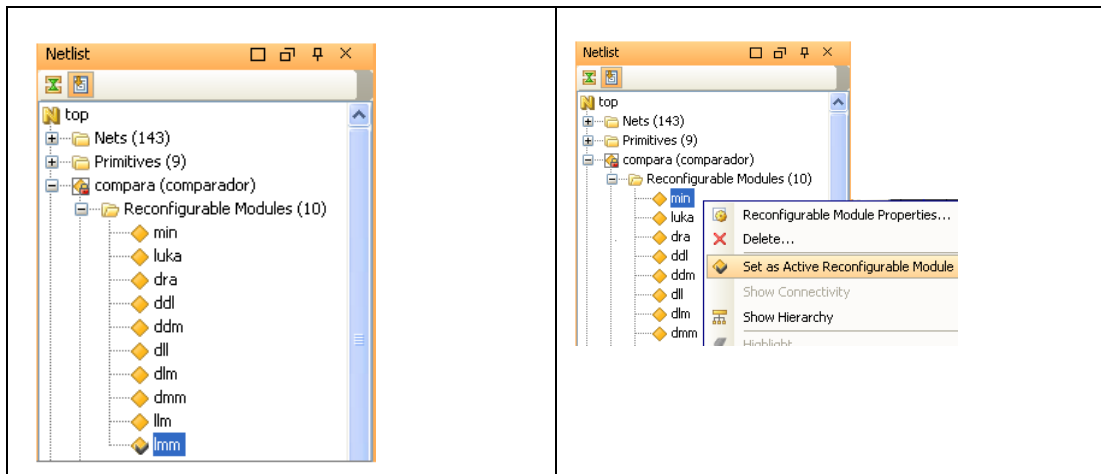 Netlist
top
Nets (143)
Primitives (9)
compara (comparador)
Reconfigurable Modules (10)
min
luka
dra
ddl
ddm
dll
dlm
dmm
llm
lmm
Netlist
top
Nets (143)
Primitives (9)
compara (comparador)
Reconfigurable Modules (10)
min
luka
dra
ddl
ddm
dll
dlm
dmm
Reconfigurable Module Properties...
Delete...
Set as Active Reconfigurable Module
Show Connectivity
Show Hierarchy
Highlight